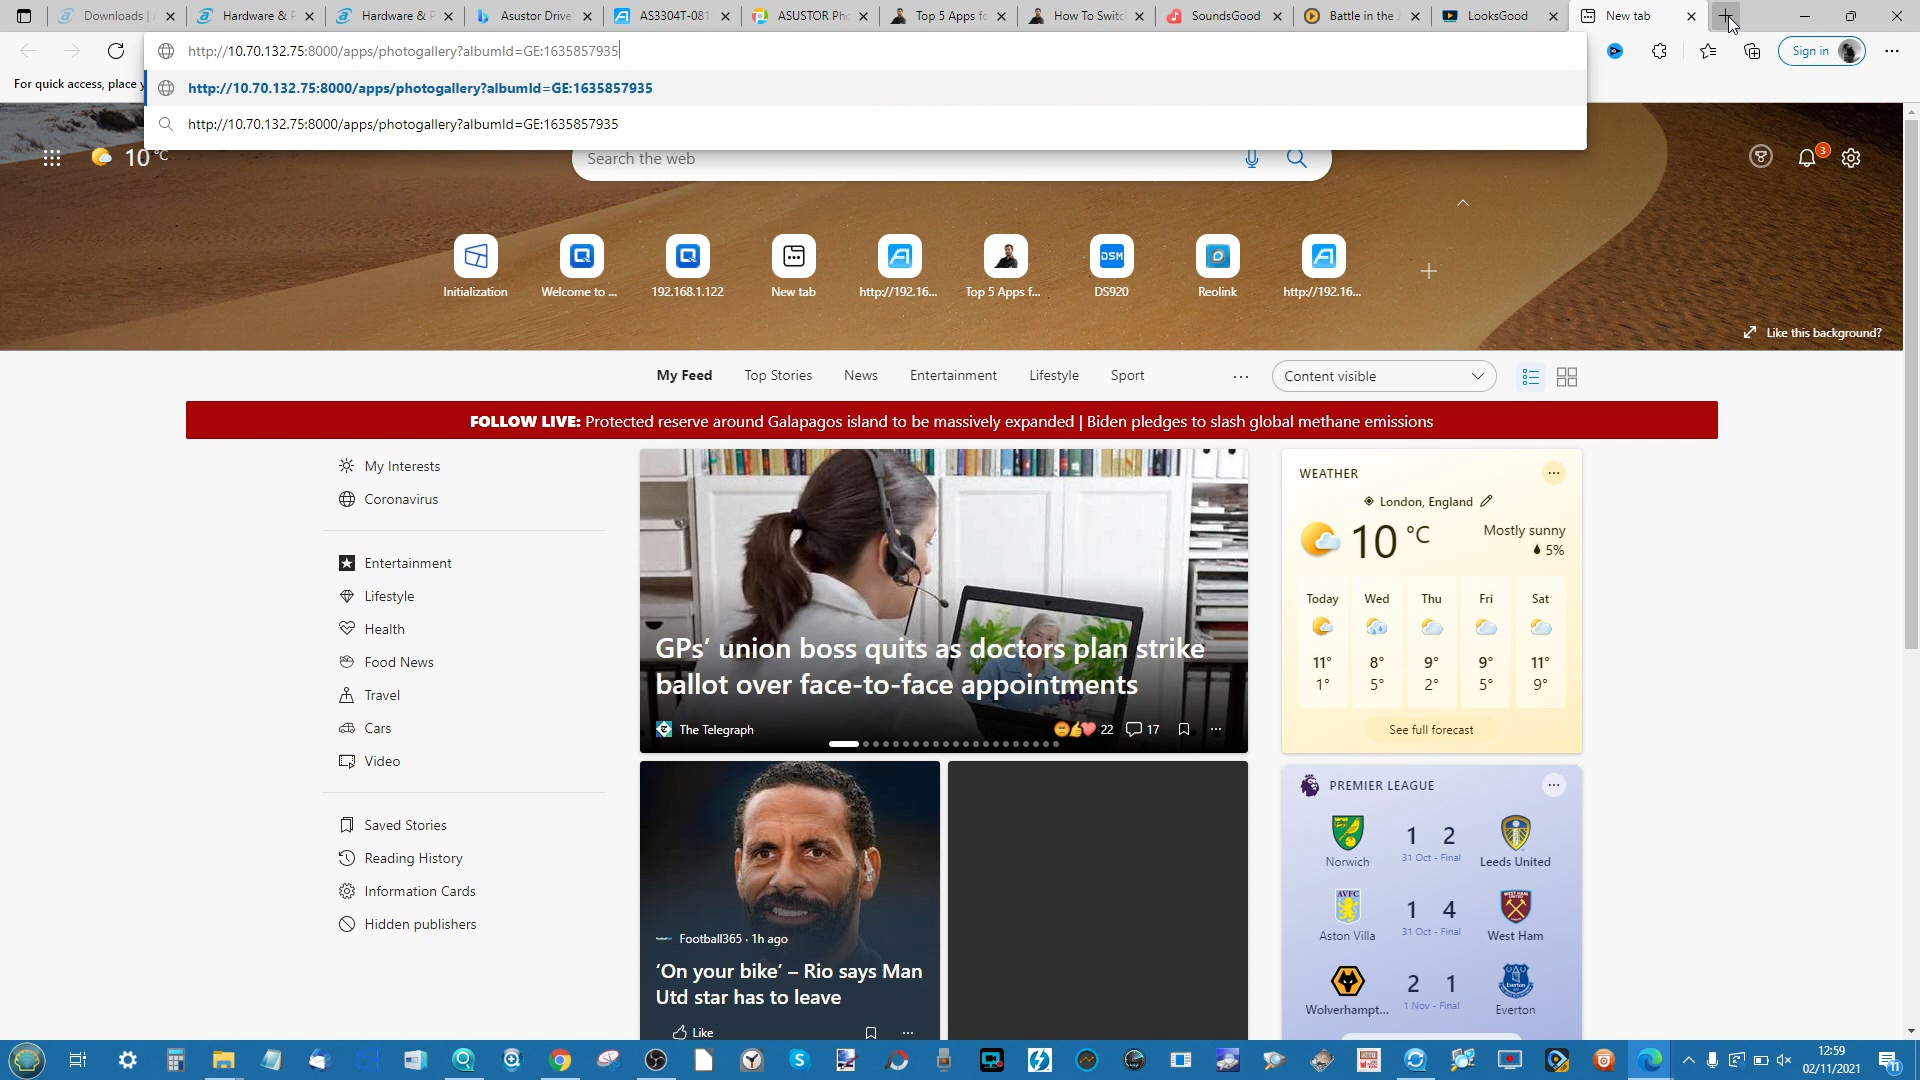 Downloads | A
Hardware & P
Hardware & P
Asustor Drive
AS3304T-081
ASUSTOR Pho
Top 5 Apps fo
How To Switc
SoundsGood
Battle in the J
LooksGood
New tab
http://10.70.132.75:8000/apps/photogallery?albumId=GE:1635857935
Sign in
For quick access, place y
http://10.70.132.75:8000/apps/photogallery?albumId=GE:1635857935
http://10.70.132.75:8000/apps/photogallery?albumId=GE:1635857935
10 °C
Search the web
3
Initialization
Welcome to ...
192.168.1.122
New tab
http://192.16...
Top 5 Apps f...
DSM
DS920
Reolink
http://192.16...
Like this background?
My Feed
Top Stories
News
Entertainment
Lifestyle
Sport
Content visible
FOLLOW LIVE: Protected reserve around Galapagos island to be massively expanded | Biden pledges to slash global methane emissions
My Interests
Coronavirus
Entertainment
Lifestyle
Health
Food News
Travel
Cars
Video
Saved Stories
Reading History
Information Cards
Hidden publishers
GPs' union boss quits as doctors plan strike
ballot over face-to-face appointments
The Telegraph
22
17
Football365 · 1h ago
'On your bike' – Rio says Man
Utd star has to leave
Like
WEATHER
London, England
10 °C
Mostly sunny
5%
Today Wed Thu Fri Sat
11° 8° 9° 9° 11°
1° 5° 2° 5° 9°
See full forecast
PREMIER LEAGUE
1 2
Norwich 31 Oct - Final Leeds United
AVFC
1 4
Aston Villa 31 Oct - Final West Ham
2 1
Wolverhampt... 1 Nov - Final Everton
12:59
02/11/2021
11